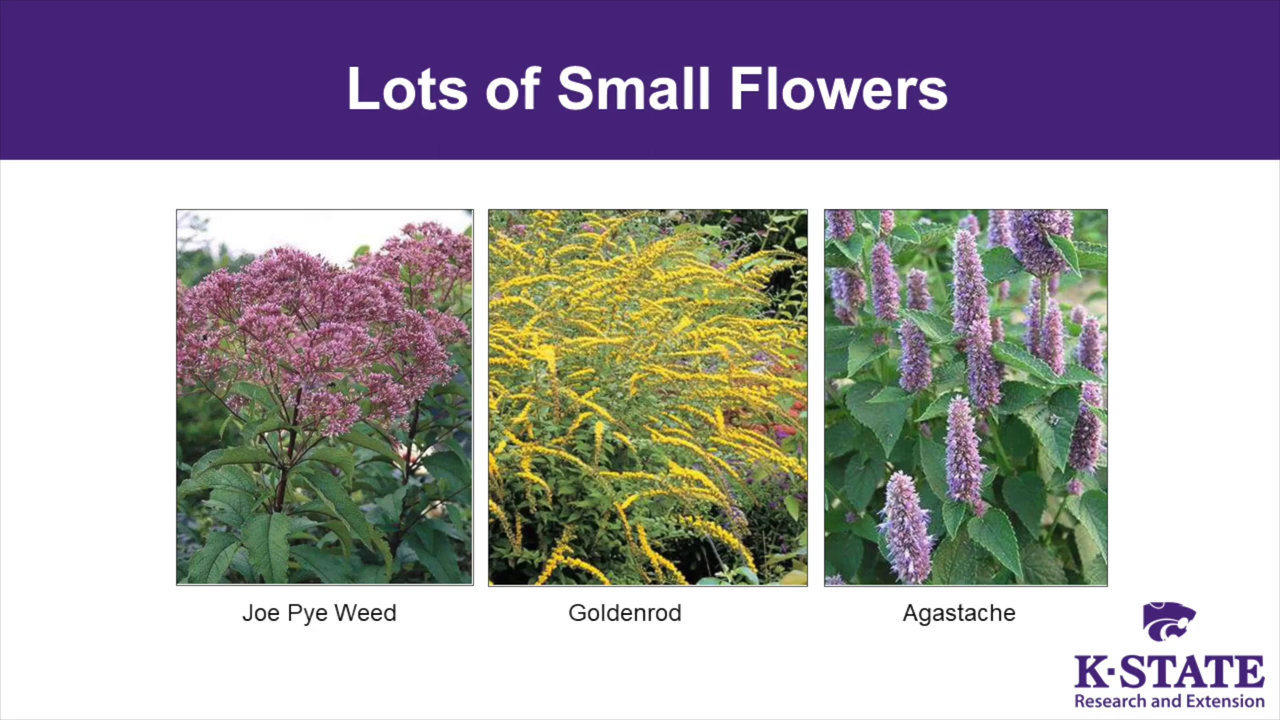 Lots of Small Flowers
Joe Pye Weed
Goldenrod
Agastache
K·STATE
Research and Extension